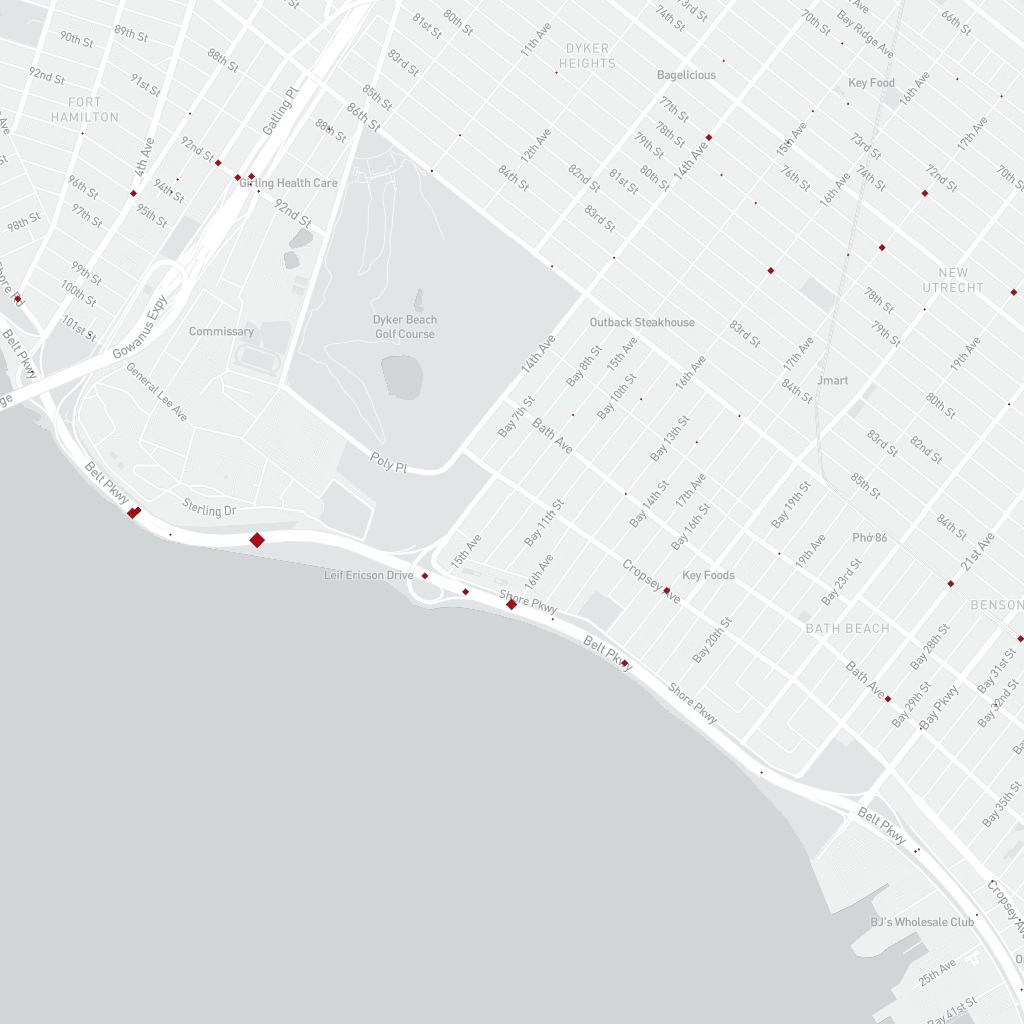 80th St
81st St
83rd St
85th St
86th St
88th St
89th St
90th St
88th St
92nd St
91st St
FORT
HAMILTON
Gatling Pl
4th Ave
92nd St
94th St
95th St
96th St
97th St
98th St
99th St
100th St
101st St
Shore Rd
Belt Pkwy
Gowanus Expy
Girling Health Care
92nd St
Commissary
Dyker Beach
Golf Course
General Lee Ave
Poly Pl
Belt Pkwy
Sterling Dr
Leif Ericson Drive
11th Ave
DYKER
HEIGHTS
74th St
73rd St
Bay Ridge Ave
66th St
Bagelicious
Key Food
16th Ave
77th St
78th St
79th St
80th St
81st St
82nd St
83rd St
84th St
12th Ave
14th Ave
15th Ave
16th Ave
17th Ave
72nd St
73rd St
74th St
76th St
70th St
NEW
UTRECHT
78th St
79th St
19th Ave
Outback Steakhouse
83rd St
84th St
17th Ave
Jmart
80th St
82nd St
83rd St
85th St
84th St
14th Ave
Bay 8th St
15th Ave
16th Ave
Bay 10th St
Bay 7th St
Bath Ave
Bay 13th St
17th Ave
Bay 14th St
Bay 16th St
Bay 19th St
19th Ave
Phở 86
21st Ave
Bay 23rd St
Bay 11th St
15th Ave
16th Ave
Cropsey Ave
Key Foods
Shore Pkwy
Belt Pkwy
Bay 20th St
BATH BEACH
BENSON
Bay 28th St
Bay 31st St
Bay 32nd St
Bay 29th St
Bay Pkwy
Bath Ave
Shore Pkwy
Bay 35th St
Belt Pkwy
Cropsey Ave
BJ's Wholesale Club
25th Ave
Bay 41st St